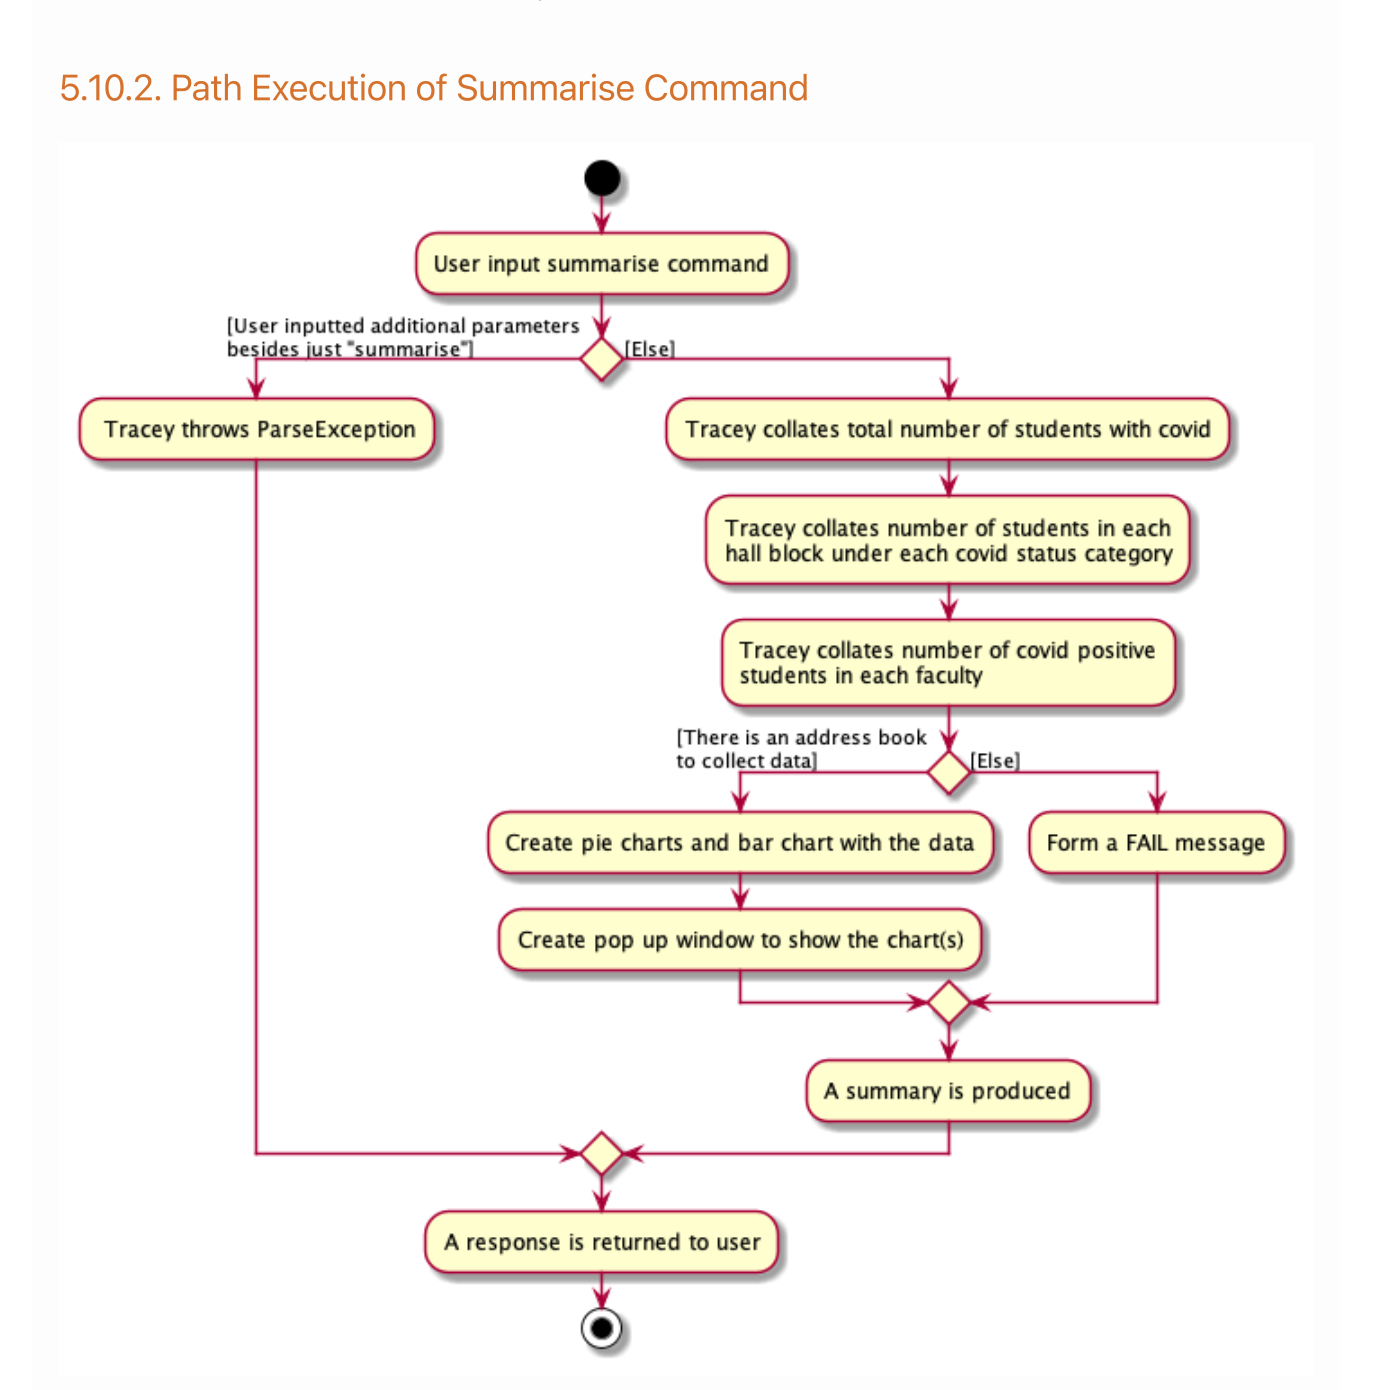 5.10.2. Path Execution of Summarise Command
User input summarise command
[User inputted additional parameters
besides just "summarise"]
[Else]
Tracey throws ParseException
Tracey collates total number of students with covid
Tracey collates number of students in each
hall block under each covid status category
Tracey collates number of covid positive
students in each faculty
[There is an address book
to collect data]
[Else]
Create pie charts and bar chart with the data
Form a FAIL message
Create pop up window to show the chart(s)
A summary is produced
A response is returned to user